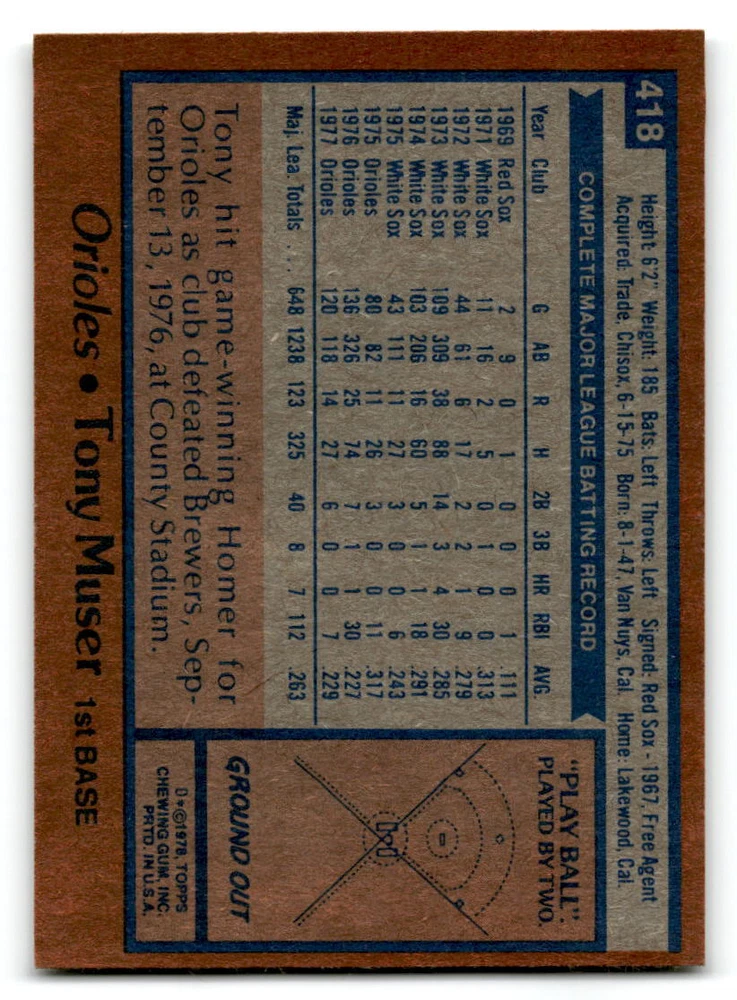 418
Height: 6'2" Weight: 185 Bats: Left Throws: Left Signed: Red Sox - 1967, Free Agent
Acquired: Trade, Chisox, 6-15-75 Born: 8-1-47, Van Nuys, Cal. Home: Lakewood, Cal.
COMPLETE MAJOR LEAGUE BATTING RECORD
Year Club G AB R H 2B 3B HR RBI AVG.
1969 Red Sox 2 9 0 1 0 0 0 1 .111
1971 White Sox 11 16 2 5 0 1 0 0 .313
1972 White Sox 44 61 6 17 2 2 1 9 .279
1973 White Sox 109 309 38 88 14 3 4 30 .285
1974 White Sox 103 206 16 60 5 1 1 18 .291
1975 White Sox 43 111 11 27 3 0 0 6 .243
1975 Orioles 80 82 11 26 3 0 0 11 .317
1976 Orioles 136 326 25 74 7 1 1 30 .227
1977 Orioles 120 118 14 27 6 0 0 7 .229
Maj. Lea. Totals ... 648 1238 123 325 40 8 7 112 .263
Tony hit game-winning Homer for
Orioles as club defeated Brewers, Sep-
tember 13, 1976, at County Stadium.
"PLAY BALL":
PLAYED BY TWO.
GROUND OUT
D*©1978, TOPPS
CHEWING GUM, INC.
PRTD. IN U.S.A.
Orioles • Tony Muser 1st BASE